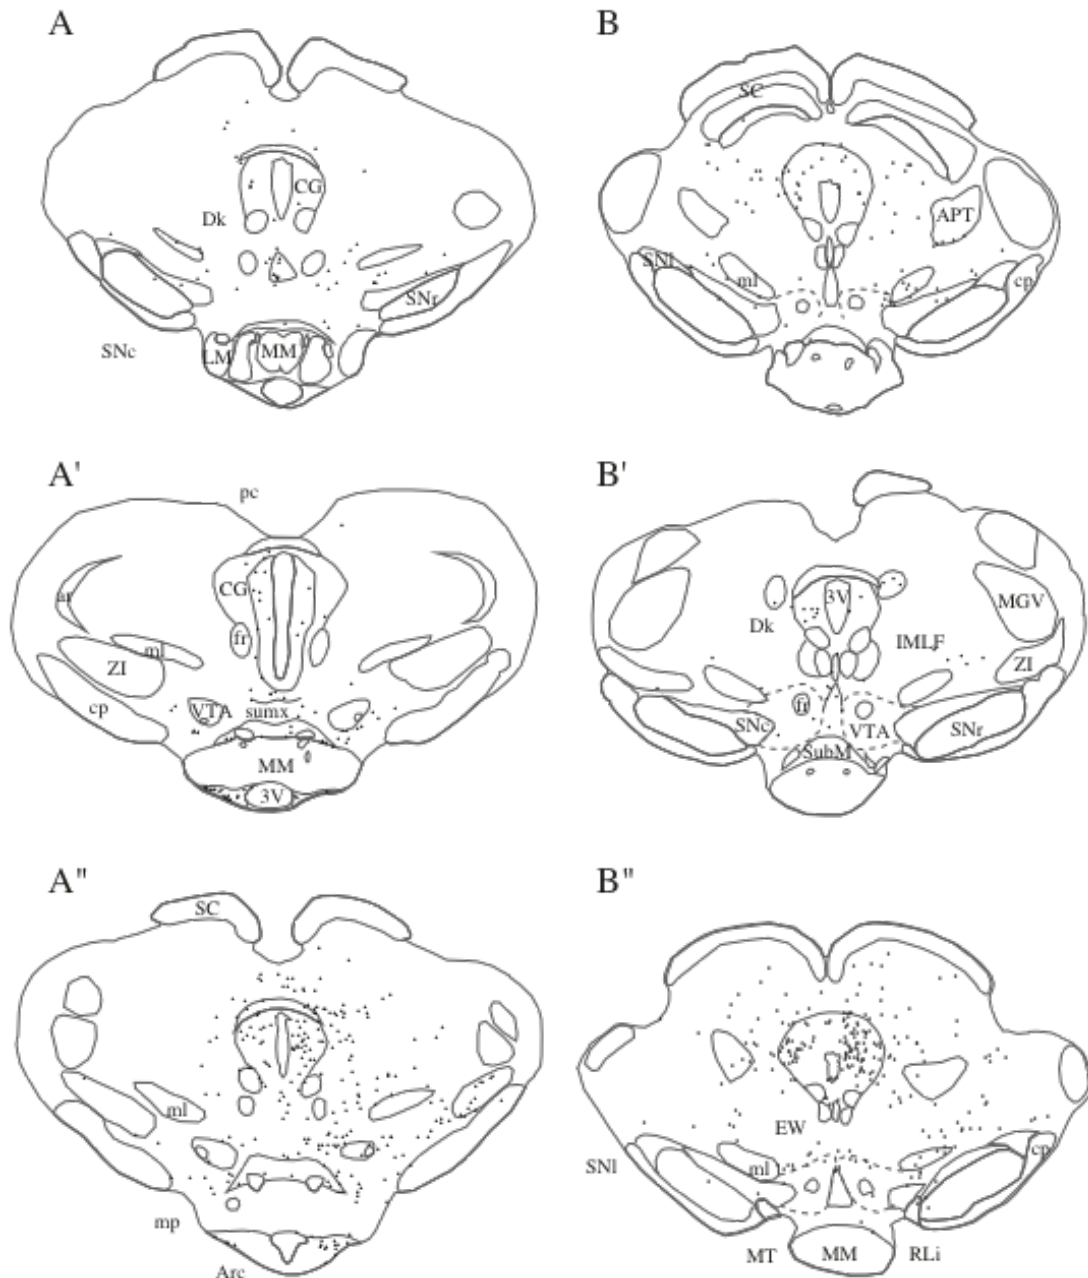 A
B
SC
CG
Dk
APT
SNl
ml
SNr
cp
SNc
LM
MM
A'
B'
pc
CG
3V
MGV
ar
Dk
fr
IMLF
ml
ZI
ZI
cp
VTA
sumx
fr
SNc
VTA
SNr
MM
SubM
3V
A"
B"
SC
ml
EW
SNl
ml
cp
mp
MT
MM
RLi
Arc